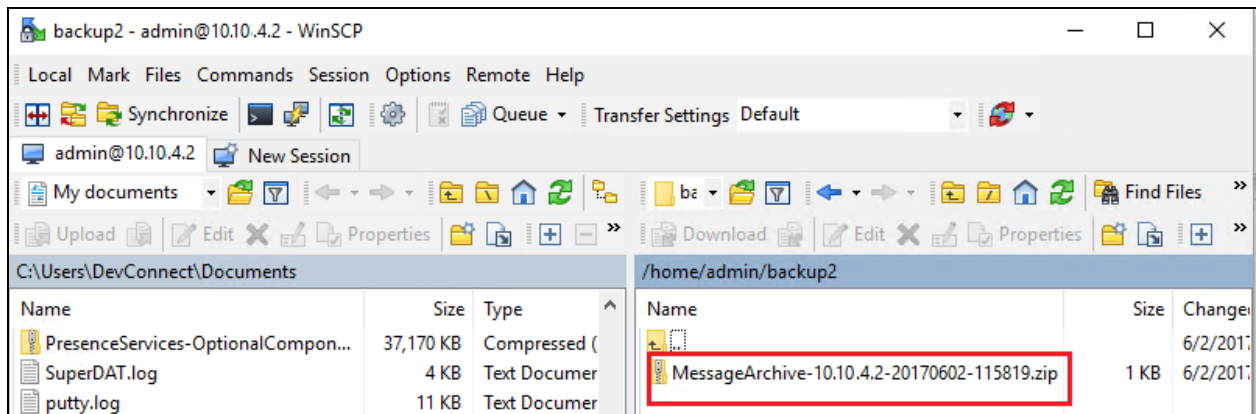 backup2 - admin@10.10.4.2 - WinSCP
Local Mark Files Commands Session Options Remote Help
Synchronize Queue Transfer Settings Default
admin@10.10.4.2 New Session
My documents ba Find Files »
Upload Edit Properties » Download Edit Properties »
C:\Users\DevConnect\Documents /home/admin/backup2
Name Size Type Name Size Change
PresenceServices-OptionalCompon... 37,170 KB Compressed ( .. 6/2/2017
SuperDAT.log 4 KB Text Documer MessageArchive-10.10.4.2-20170602-115819.zip 1 KB 6/2/2017
putty.log 11 KB Text Documer